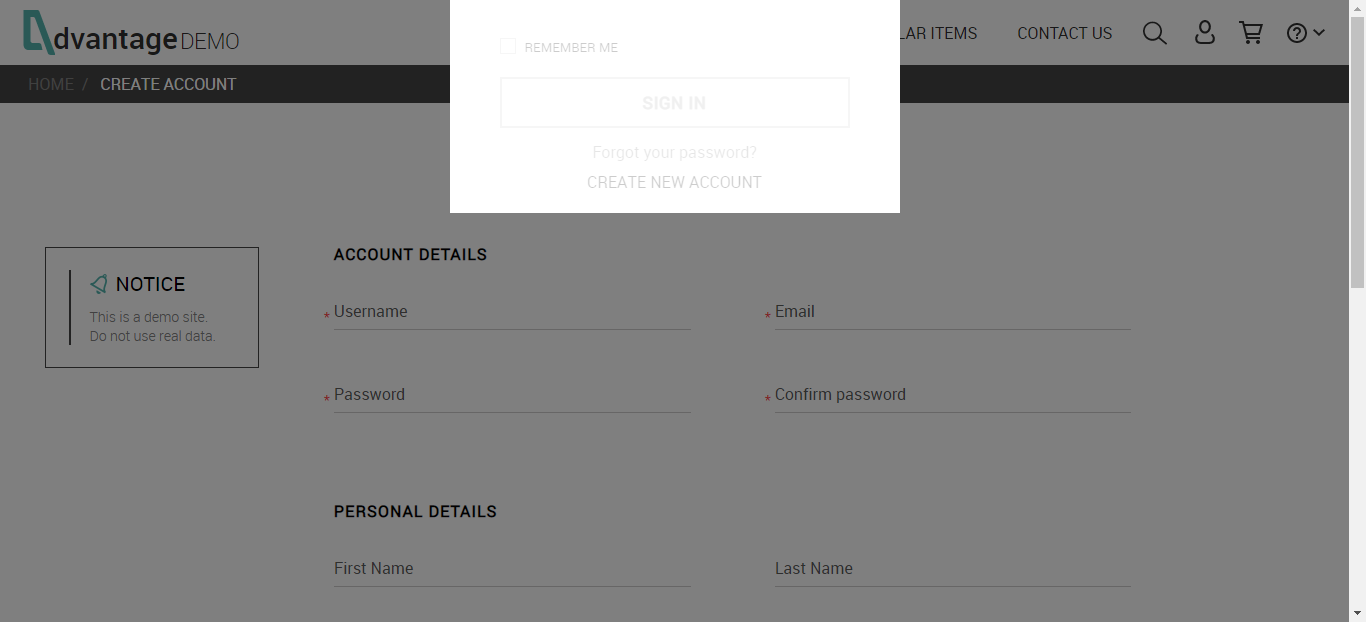 dvantage DEMO
LAR ITEMS
CONTACT US
REMEMBER ME
HOME / CREATE ACCOUNT
SIGN IN
Forgot your password?
CREATE NEW ACCOUNT
NOTICE
This is a demo site.
Do not use real data.
ACCOUNT DETAILS
* Username
* Email
* Password
* Confirm password
PERSONAL DETAILS
First Name
Last Name